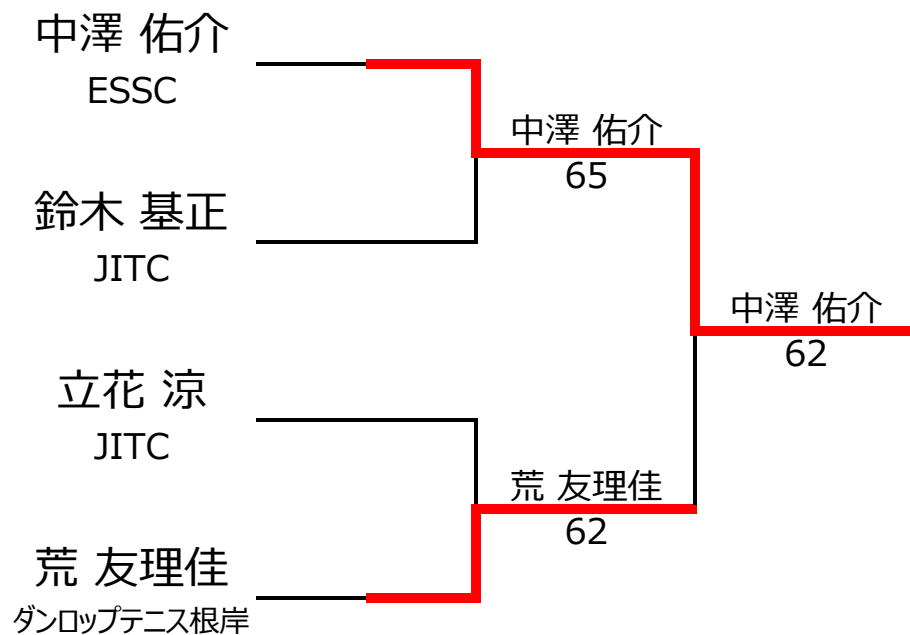 中澤 佑介
ESSC
鈴木 基正
JITC
立花 涼
JITC
荒 友理佳
ダンロップテニス根岸
中澤 佑介
65
荒 友理佳
62
中澤 佑介
62